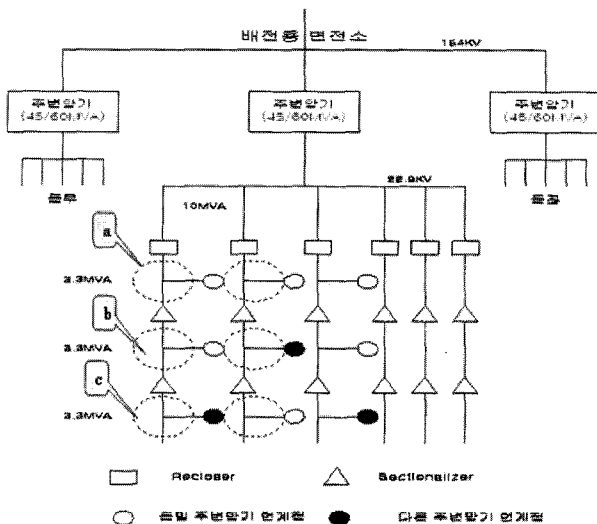 배전용 변전소
154KV
주변압기
(45/60MVA)
주변압기
(45/60MVA)
주변압기
(45/60MVA)
22.9KV
10MVA
a
3.3MVA
b
3.3MVA
c
3.3MVA
Recloser
Sectionalizer
동일 주변압기 연계점
다른 주변압기 연계점